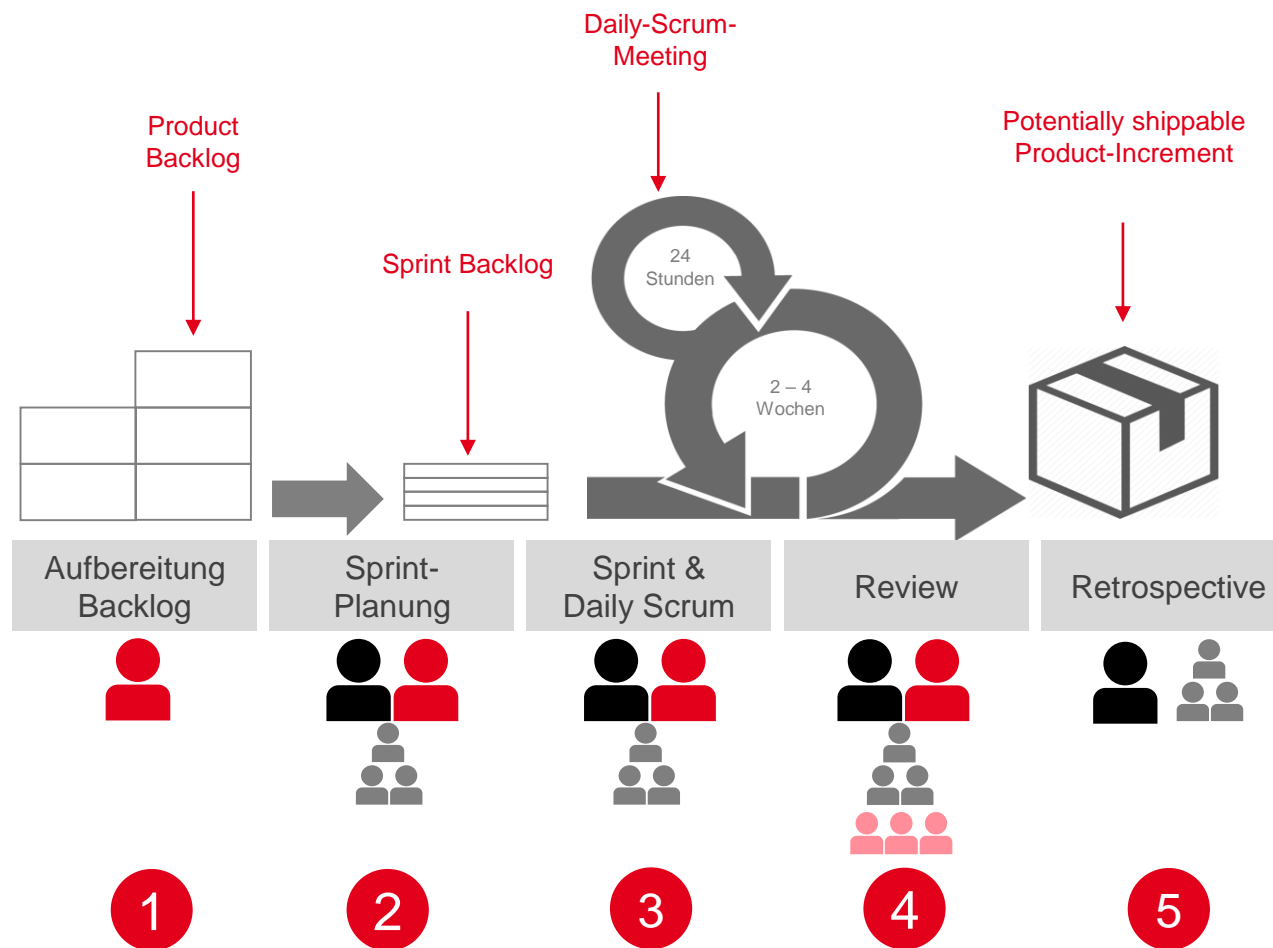 Daily-Scrum-
Meeting
Product
Backlog
Potentially shippable
Product-Increment
Sprint Backlog
24
Stunden
2 – 4
Wochen
Aufbereitung
Backlog
Sprint-
Planung
Sprint &
Daily Scrum
Review
Retrospective
1
2
3
4
5